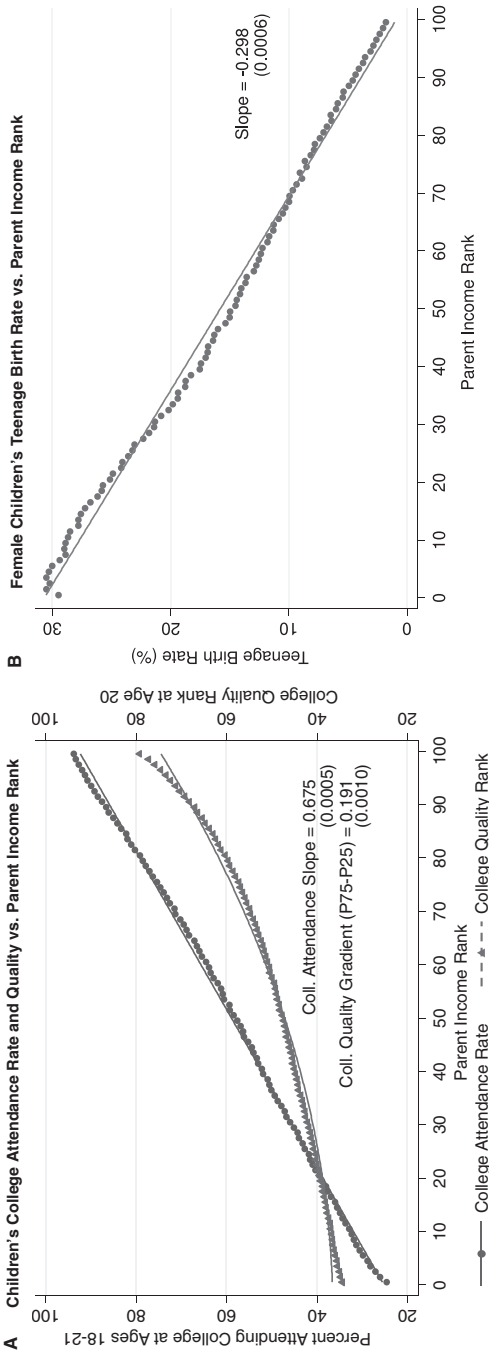 A
Children's College Attendance Rate and Quality vs. Parent Income Rank
Percent Attending College at Ages 18-21
20 40 60 80 100
College Quality Rank at Age 20
20 40 60 80 100
Coll. Attendance Slope = 0.675
(0.0005)
Coll. Quality Gradient (P75-P25) = 0.191
(0.0010)
0 10 20 30 40 50 60 70 80 90 100
Parent Income Rank
College Attendance Rate
College Quality Rank
B
Female Children's Teenage Birth Rate vs. Parent Income Rank
Teenage Birth Rate (%)
0 10 20 30
Slope = -0.298
(0.0006)
0 10 20 30 40 50 60 70 80 90 100
Parent Income Rank